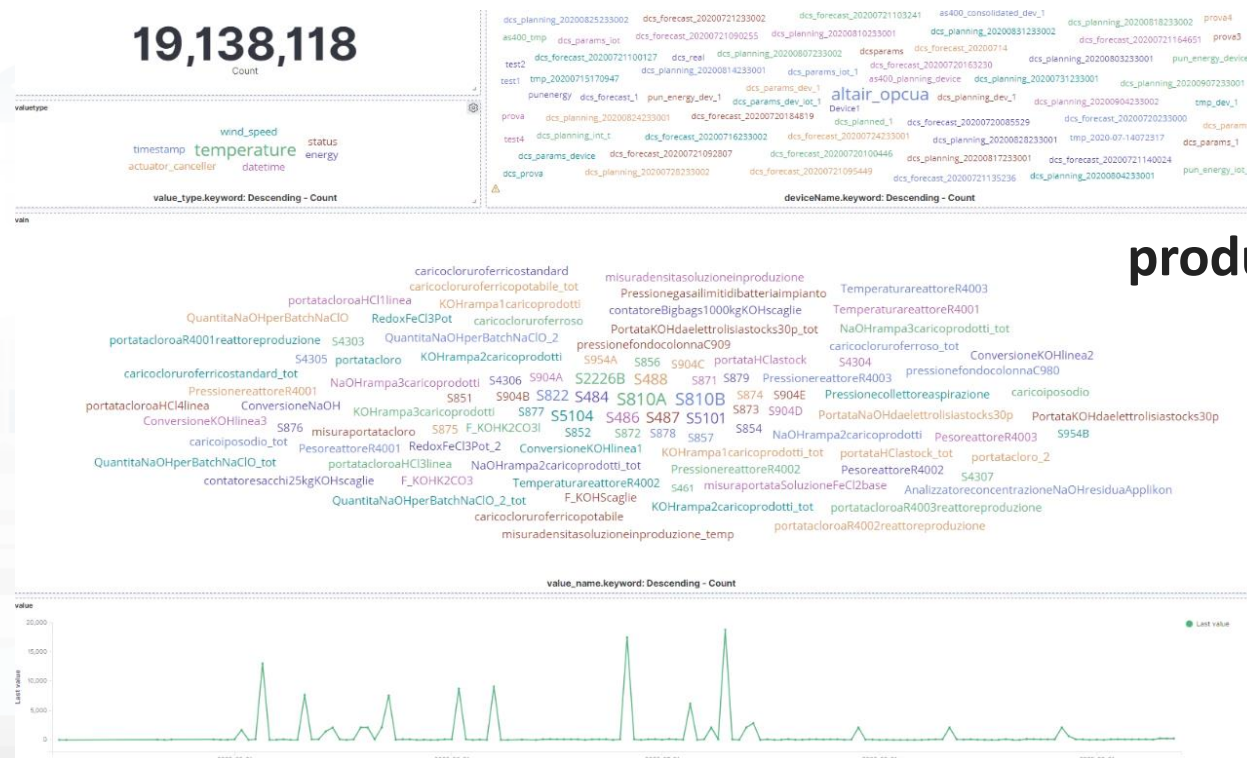 19,138,118
Count
valuetype
wind_speed
timestamp temperature status
energy
actuator_canceller datetime
value_type.keyword: Descending - Count
dcs_planning_20200825233002 dcs_forecast_20200721233002 dcs_forecast_20200721103241 as400_consolidated_dev_1 dcs_planning_20200818233002 prova4
as400_tmp dcs_params_iot dcs_forecast_20200721090255 dcs_planning_20200810233001 dcs_planning_20200831233002 dcs_forecast_20200721164651 prova3
test2 dcs_forecast_20200721100127 dcs_real dcs_planning_20200807233002 dcsparams dcs_forecast_20200714 dcs_planning_20200803233001 pun_energy_device
test1 tmp_20200715170947 dcs_planning_20200814233001 dcs_params_iot_1 dcs_forecast_20200720163230 as400_planning_device dcs_planning_20200731233001 dcs_planning_20200907233001
punenergy dcs_forecast_1 pun_energy_dev_1 dcs_params_dev_1 dcs_params_dev_iot_1 altair_opcua dcs_planning_dev_1 dcs_planning_20200904233002 tmp_dev_1
Device1
prova dcs_planning_20200824233001 dcs_forecast_20200720184819 dcs_planned_1 dcs_forecast_20200720085529 dcs_forecast_20200720233000 dcs_param
test4 dcs_planning_int_t dcs_forecast_20200716233002 dcs_forecast_20200724233001 dcs_planning_20200828233001 tmp_2020-07-14072317 dcs_params_1
dcs_params_device dcs_forecast_20200721092807 dcs_forecast_20200720100446 dcs_planning_20200817233001 dcs_forecast_20200721140024
dcs_prova dcs_planning_20200728233002 dcs_forecast_20200721095449 dcs_forecast_20200721135236 dcs_planning_20200804233001 pun_energy_iot_
deviceName.keyword: Descending - Count
vain
produ
caricocloruroferricostandard misuradensitasoluzioneinproduzione
caricocloruroferricopotabile_tot Pressionegasailimitidibatteriaimpianto TemperaturareattoreR4003
portatacloroaHCl1linea KOHrampa1caricoprodotti contatoreBigbags1000kgKOHscaglie TemperaturareattoreR4001
QuantitaNaOHperBatchNaClO RedoxFeCl3Pot caricocloruroferroso PortataKOHdaelettrolisiastocks30p_tot NaOHrampa3caricoprodotti_tot
portatacloroaR4001reattoreproduzione S4303 QuantitaNaOHperBatchNaClO_2 pressionefondocolonnaC909 caricocloruroferroso_tot
S4305 portatacloro KOHrampa2caricoprodotti S954A S856 S904C portataHClastock S4304 ConversioneKOHlinea2
caricocloruroferricostandard_tot pressionefondocolonnaC980
PressionereattoreR4001 NaOHrampa3caricoprodotti S4306 S904A S2226B S488 S871 S879 PressionereattoreR4003
portatacloroaHCl4linea ConversioneNaOH S851 S904B S822 S484 S810A S810B S874 S904E Pressionecollettoreaspirazione caricoiposodio
ConversioneKOHlinea3 KOHrampa3caricoprodotti S877 S5104 S486 S487 S5101 S873 S904D PortataNaOHdaelettrolisiastocks30p PortataKOHdaelettrolisiastocks30p
S876 misuraportatacloro S875 F_KOHK2CO3l S852 S872 S878 S857 S854 NaOHrampa2caricoprodotti PesoreattoreR4003 S954B
caricoiposodio_tot PesoreattoreR4001 RedoxFeCl3Pot_2 ConversioneKOHlinea1 KOHrampa1caricoprodotti_tot portataHClastock_tot portatacloro_2
QuantitaNaOHperBatchNaClO_tot portatacloroaHCl3linea NaOHrampa2caricoprodotti_tot PressionereattoreR4002 PesoreattoreR4002
contatoresacchi25kgKOHscaglie F_KOHK2CO3 TemperaturareattoreR4002 S461 misuraportataSoluzioneFeCl2base S4307 AnalizzatoreconcentrazioneNaOHresiduaApplikon
QuantitaNaOHperBatchNaClO_2_tot F_KOHScaglie KOHrampa2caricoprodotti_tot portatacloroaR4003reattoreproduzione
caricocloruroferricopotabile portatacloroaR4002reattoreproduzione
misuradensitasoluzioneinproduzione_temp
value_name.keyword: Descending - Count
value
20,000
15,000
10,000
5,000
0
Last value
Last value